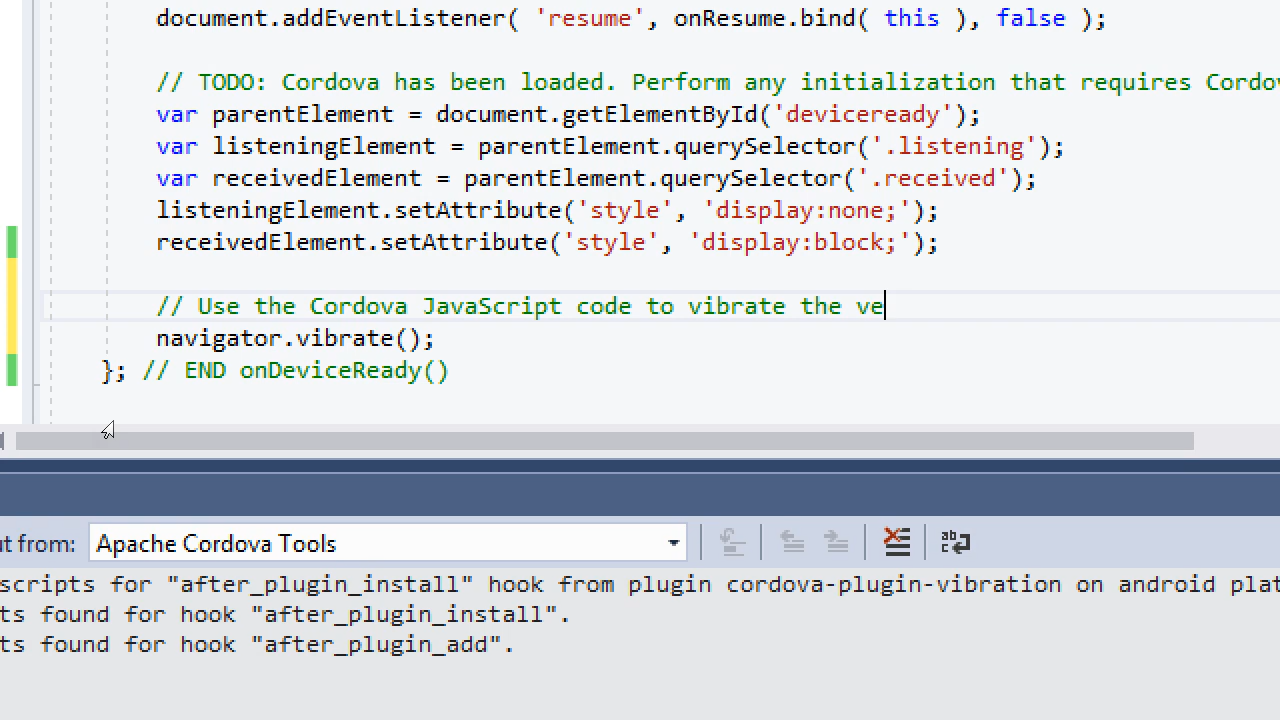 document.addEventListener( 'resume', onResume.bind( this ), false );
// TODO: Cordova has been loaded. Perform any initialization that requires Cordov
var parentElement = document.getElementById('deviceready');
var listeningElement = parentElement.querySelector('.listening');
var receivedElement = parentElement.querySelector('.received');
listeningElement.setAttribute('style', 'display:none;');
receivedElement.setAttribute('style', 'display:block;');
// Use the Cordova JavaScript code to vibrate the ve
navigator.vibrate();
}; // END onDeviceReady()
ut from: Apache Cordova Tools
scripts for "after_plugin_install" hook from plugin cordova-plugin-vibration on android plat
ts found for hook "after_plugin_install".
ts found for hook "after_plugin_add".